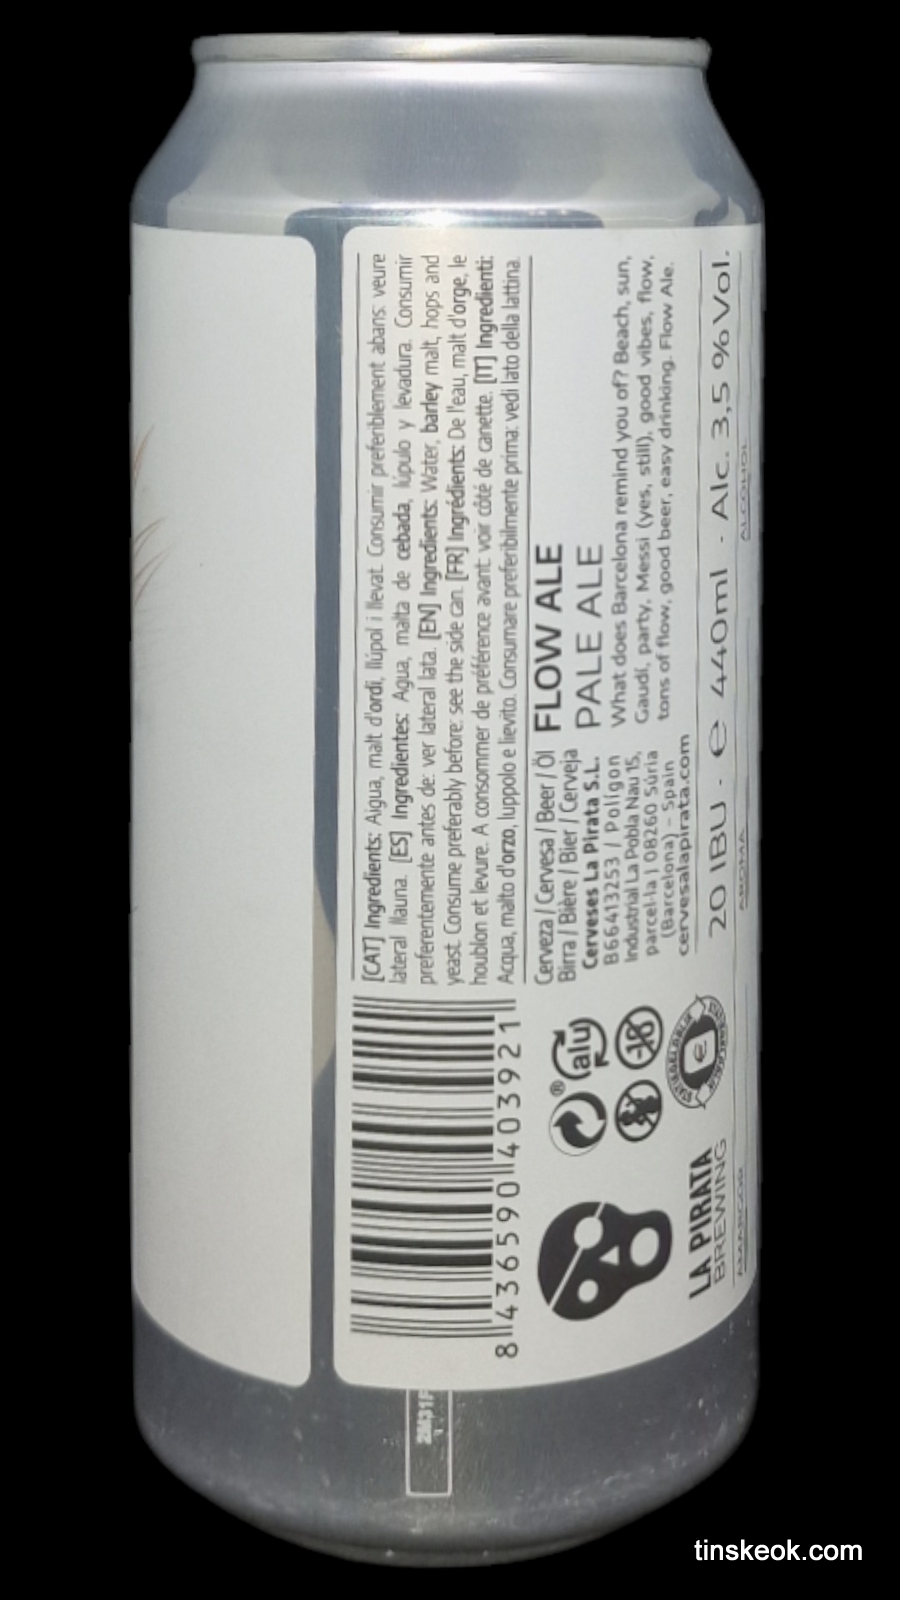 [CAT] Ingredients: Aigua, malt d'ordi, llúpol i llevat. Consumir preferiblement abans: veure
lateral llauna. [ES] Ingredientes: Agua, malta de cebada, lúpulo y levadura. Consumir
preferentemente antes de: ver lateral lata. [EN] Ingredients: Water, barley malt, hops and
yeast. Consume preferably before: see the side can. [FR] Ingrédients: De l'eau, malt d'orge, le
houblon et levure. A consommer de préférence avant: voir côté de canette. [IT] Ingredienti:
Acqua, malto d'orzo, luppolo e lievito. Consumare preferibilmente prima: vedi lato della lattina.
8 436590 403921
Cerveza / Cervesa / Beer / Öl
Birra / Bière / Bier / Cerveja
Cerveses La Pirata S.L.
B66413253 / Polígon
Industrial La Pobla Nau 15,
parcel·la J 08260 Súria
(Barcelona) – Spain
cervesalapirata.com
FLOW ALE
PALE ALE
What does Barcelona remind you of? Beach, sun,
Gaudí, party, Messi (yes, still), good vibes, flow,
tons of flow, good beer, easy drinking. Flow Ale.
® alu
-18
LA PIRATA
BREWING
20 IBU · e 440ml · Alc. 3,5 %Vol.
AMARGOR AROMA ALCOHOL
tinskeok.com